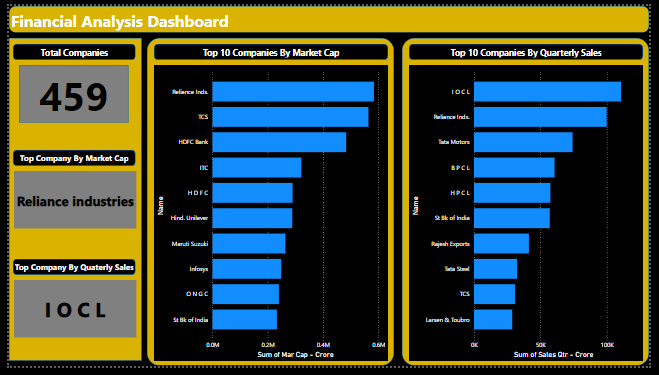 Financial Analysis Dashboard
Total Companies
459
Top Company By Market Cap
Reliance industries
Top Company By Quaterly Sales
I O C L
Top 10 Companies By Market Cap
Name
Reliance Inds.
TCS
HDFC Bank
ITC
H D F C
Hind. Unilever
Maruti Suzuki
Infosys
O N G C
St Bk of India
0.0M 0.2M 0.4M 0.6M
Sum of Mar Cap - Crore
Top 10 Companies By Quarterly Sales
Name
I O C L
Reliance Inds.
Tata Motors
B P C L
H P C L
St Bk of India
Rajesh Exports
Tata Steel
TCS
Larsen & Toubro
0K 50K 100K
Sum of Sales Qtr - Crore